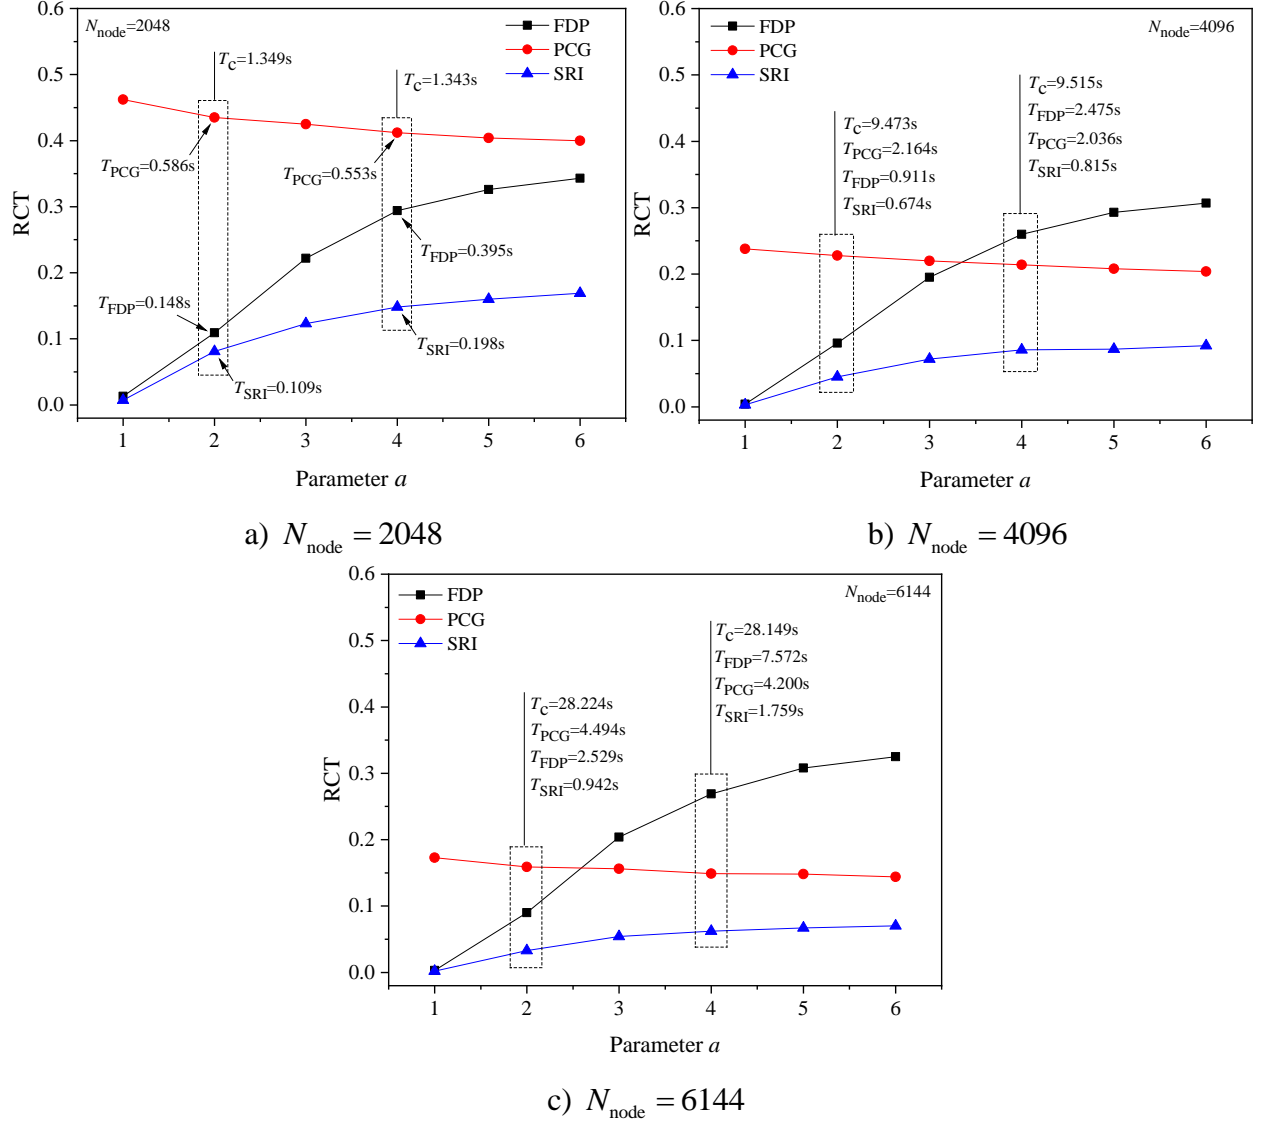 0.6
0.5
0.4
0.3
0.2
0.1
0.0
RCT
N_node=2048
FDP
PCG
SRI
T_c=1.349s
T_c=1.343s
T_PCG=0.586s
T_PCG=0.553s
T_FDP=0.395s
T_FDP=0.148s
T_SRI=0.198s
T_SRI=0.109s
1 2 3 4 5 6
Parameter a
a) N_node = 2048
0.6
0.5
0.4
0.3
0.2
0.1
0.0
RCT
FDP
PCG
SRI
N_node=4096
T_c=9.473s
T_PCG=2.164s
T_FDP=0.911s
T_SRI=0.674s
T_c=9.515s
T_FDP=2.475s
T_PCG=2.036s
T_SRI=0.815s
1 2 3 4 5 6
Parameter a
b) N_node = 4096
0.6
0.5
0.4
0.3
0.2
0.1
0.0
RCT
FDP
PCG
SRI
N_node=6144
T_c=28.224s
T_PCG=4.494s
T_FDP=2.529s
T_SRI=0.942s
T_c=28.149s
T_FDP=7.572s
T_PCG=4.200s
T_SRI=1.759s
1 2 3 4 5 6
Parameter a
c) N_node = 6144